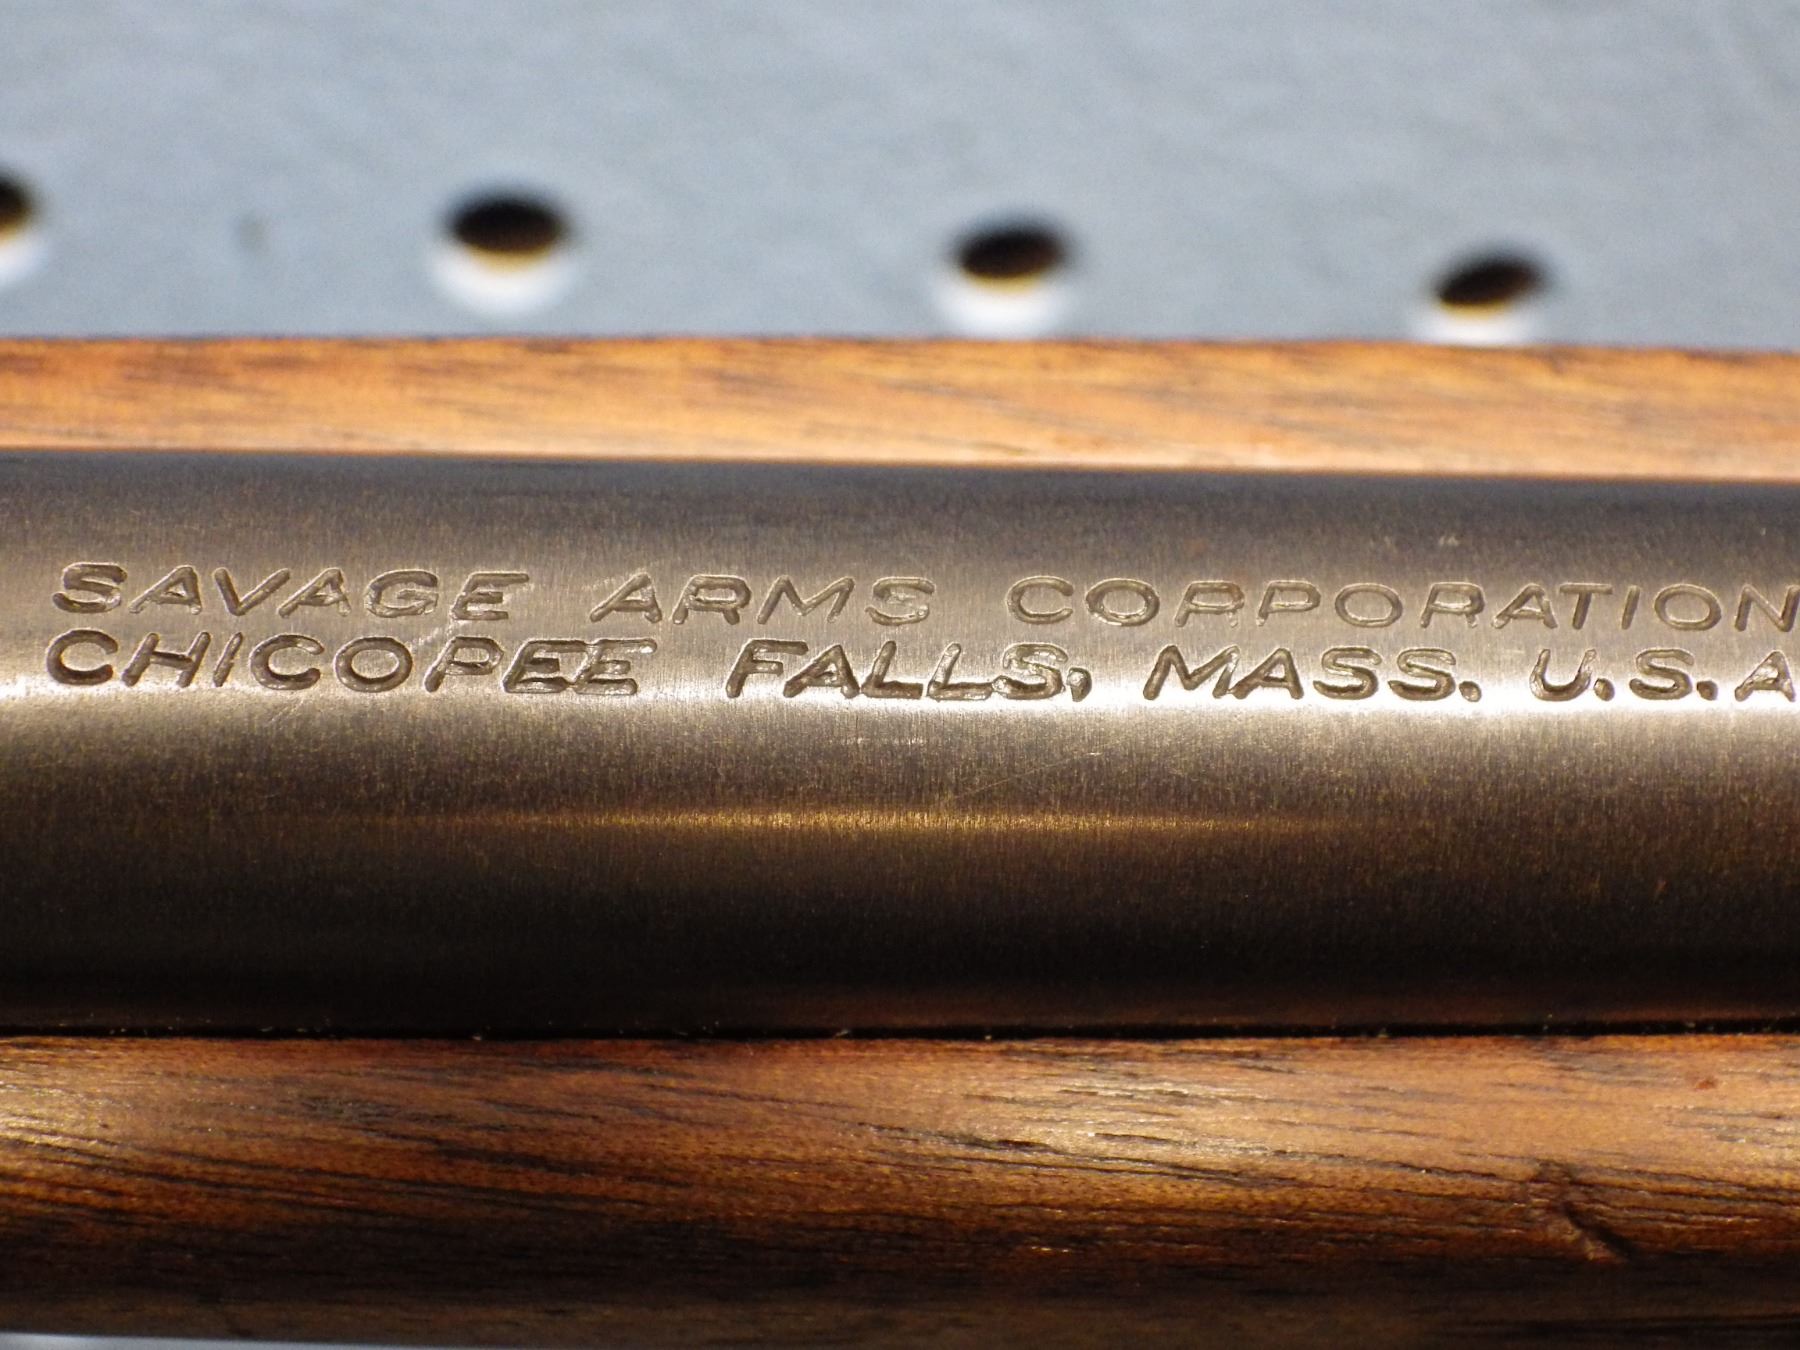 SAVAGE ARMS CORPORATION
CHICOPEE FALLS, MASS. U.S.A